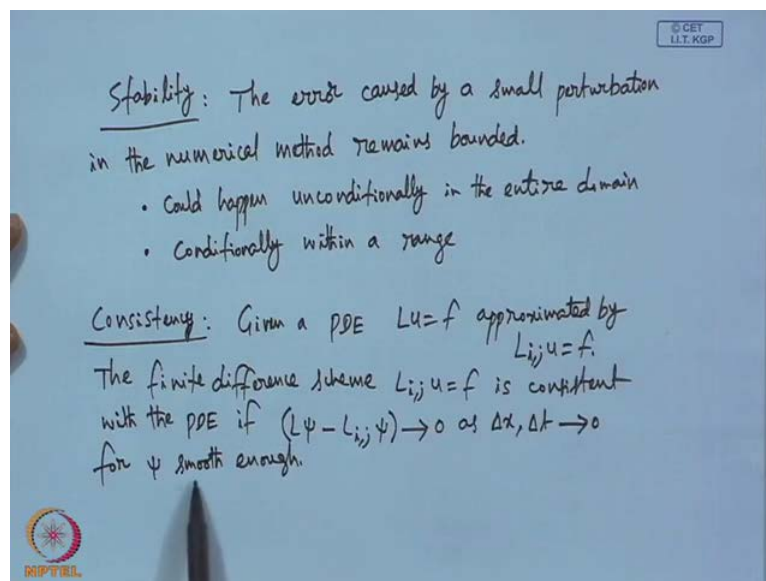 © CET
I.I.T. KGP
Stability: The error caused by a small perturbation
in the numerical method remains bounded.
• Could happen unconditionally in the entire domain
• Conditionally within a range
Consistency: Given a PDE Lu=f approximated by
Li,j u=f.
The finite difference scheme Li,j u=f is consistent
with the PDE if (Lψ - Li,j ψ) → 0 as Δx, Δt → 0
for ψ smooth enough.
NPTEL